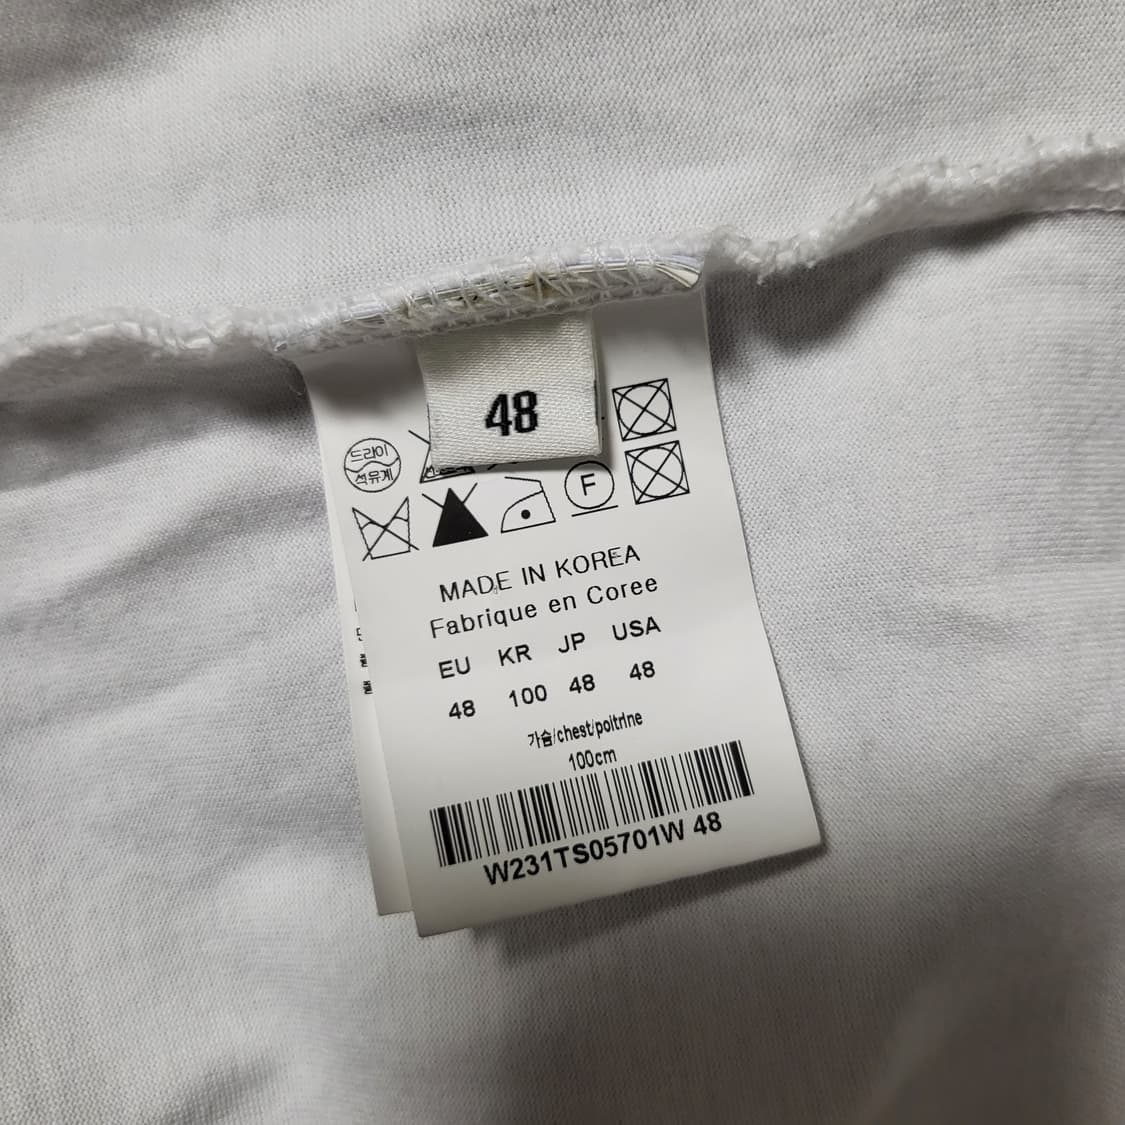 48
드라이
석유계
F
MADE IN KOREA
Fabrique en Coree
EU KR JP USA
48 100 48 48
가슴/chest/poitrine
100cm
W231TS05701W 48